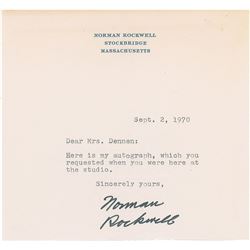 NORMAN ROCKWELL
STOCKBRIDGE
MASSACHUSETTS
Sept. 2, 1970
Dear Mrs. Dennen:
Here is my autograph, which you
requested when you were here at
the studio.
Sincerely yours,
Norman
Rockwell